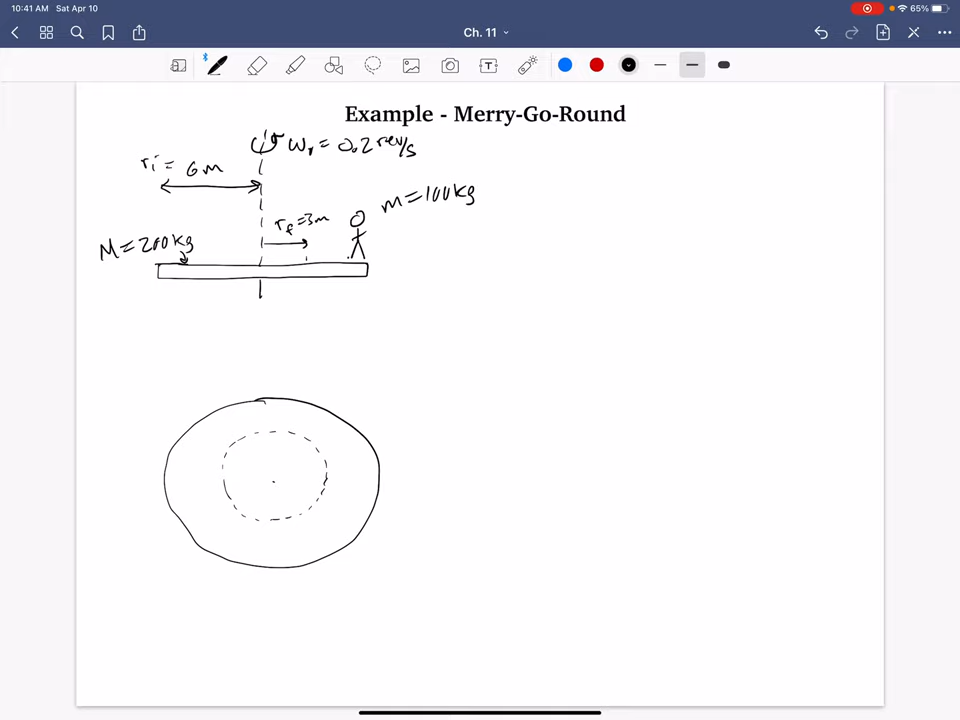 10:41 AM Sat Apr 10
65%
Ch. 11
Example - Merry-Go-Round
ωi = 0.2 rev/s
ri = 6m
m = 100kg
rf = 3m
M = 200kg